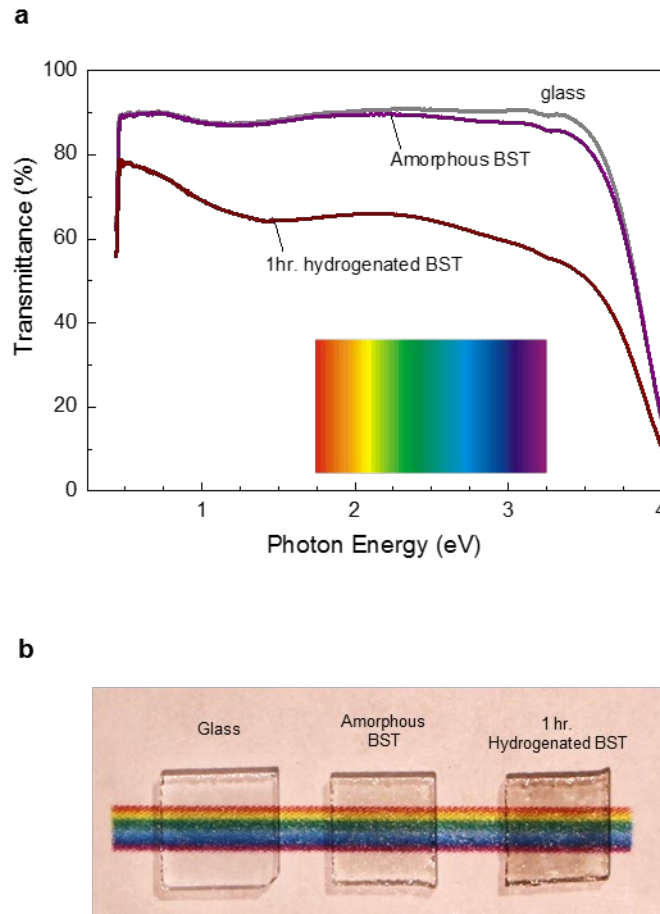 a
100
80
60
40
20
0
Transmittance (%)
glass
Amorphous BST
1hr. hydrogenated BST
1 2 3 4
Photon Energy (eV)
b
Glass
Amorphous
BST
1 hr.
Hydrogenated BST